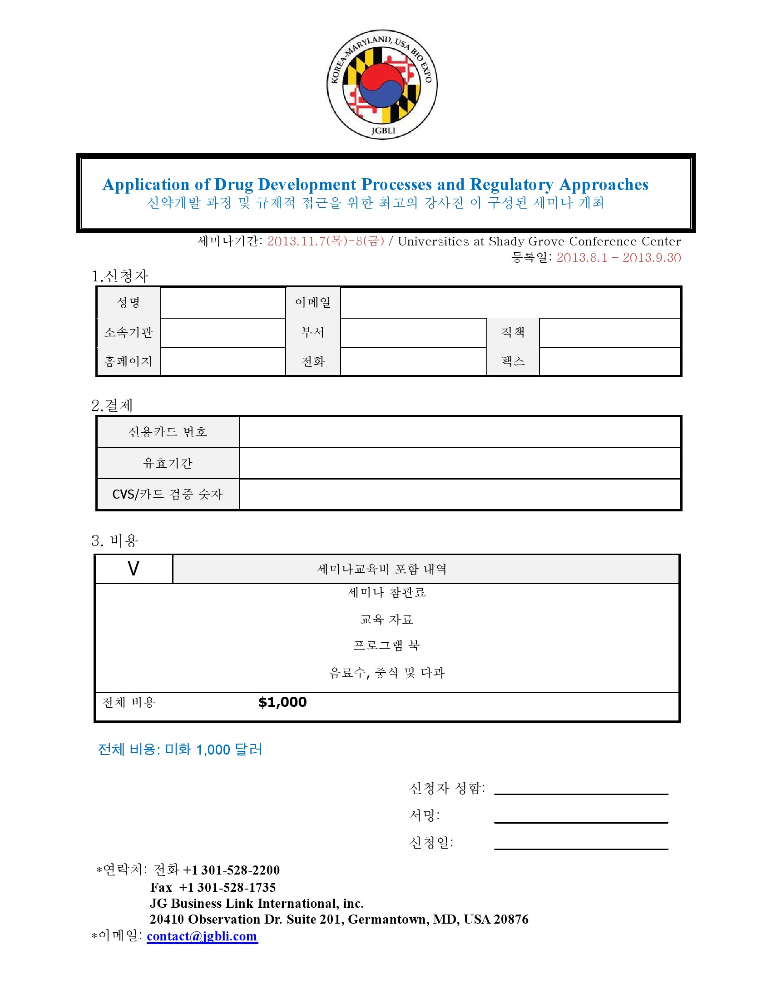 KOREA-MARYLAND, USA BIO EXPO
JGBLI
Application of Drug Development Processes and Regulatory Approaches
신약개발 과정 및 규제적 접근을 위한 최고의 강사진 이 구성된 세미나 개최
세미나기간: 2013.11.7(목)-8(금) / Universities at Shady Grove Conference Center
등록일: 2013.8.1 – 2013.9.30
1.신청자
성명 이메일
소속기관 부서 직책
홈페이지 전화 팩스
2.결제
신용카드 번호
유효기간
CVS/카드 검증 숫자
3. 비용
V 세미나교육비 포함 내역
세미나 참관료
교육 자료
프로그램 북
음료수, 중식 및 다과
전체 비용 $1,000
전체 비용: 미화 1,000 달러
신청자 성함:
서명:
신청일:
*연락처: 전화 +1 301-528-2200
Fax +1 301-528-1735
JG Business Link International, inc.
20410 Observation Dr. Suite 201, Germantown, MD, USA 20876
*이메일: contact@jgbli.com